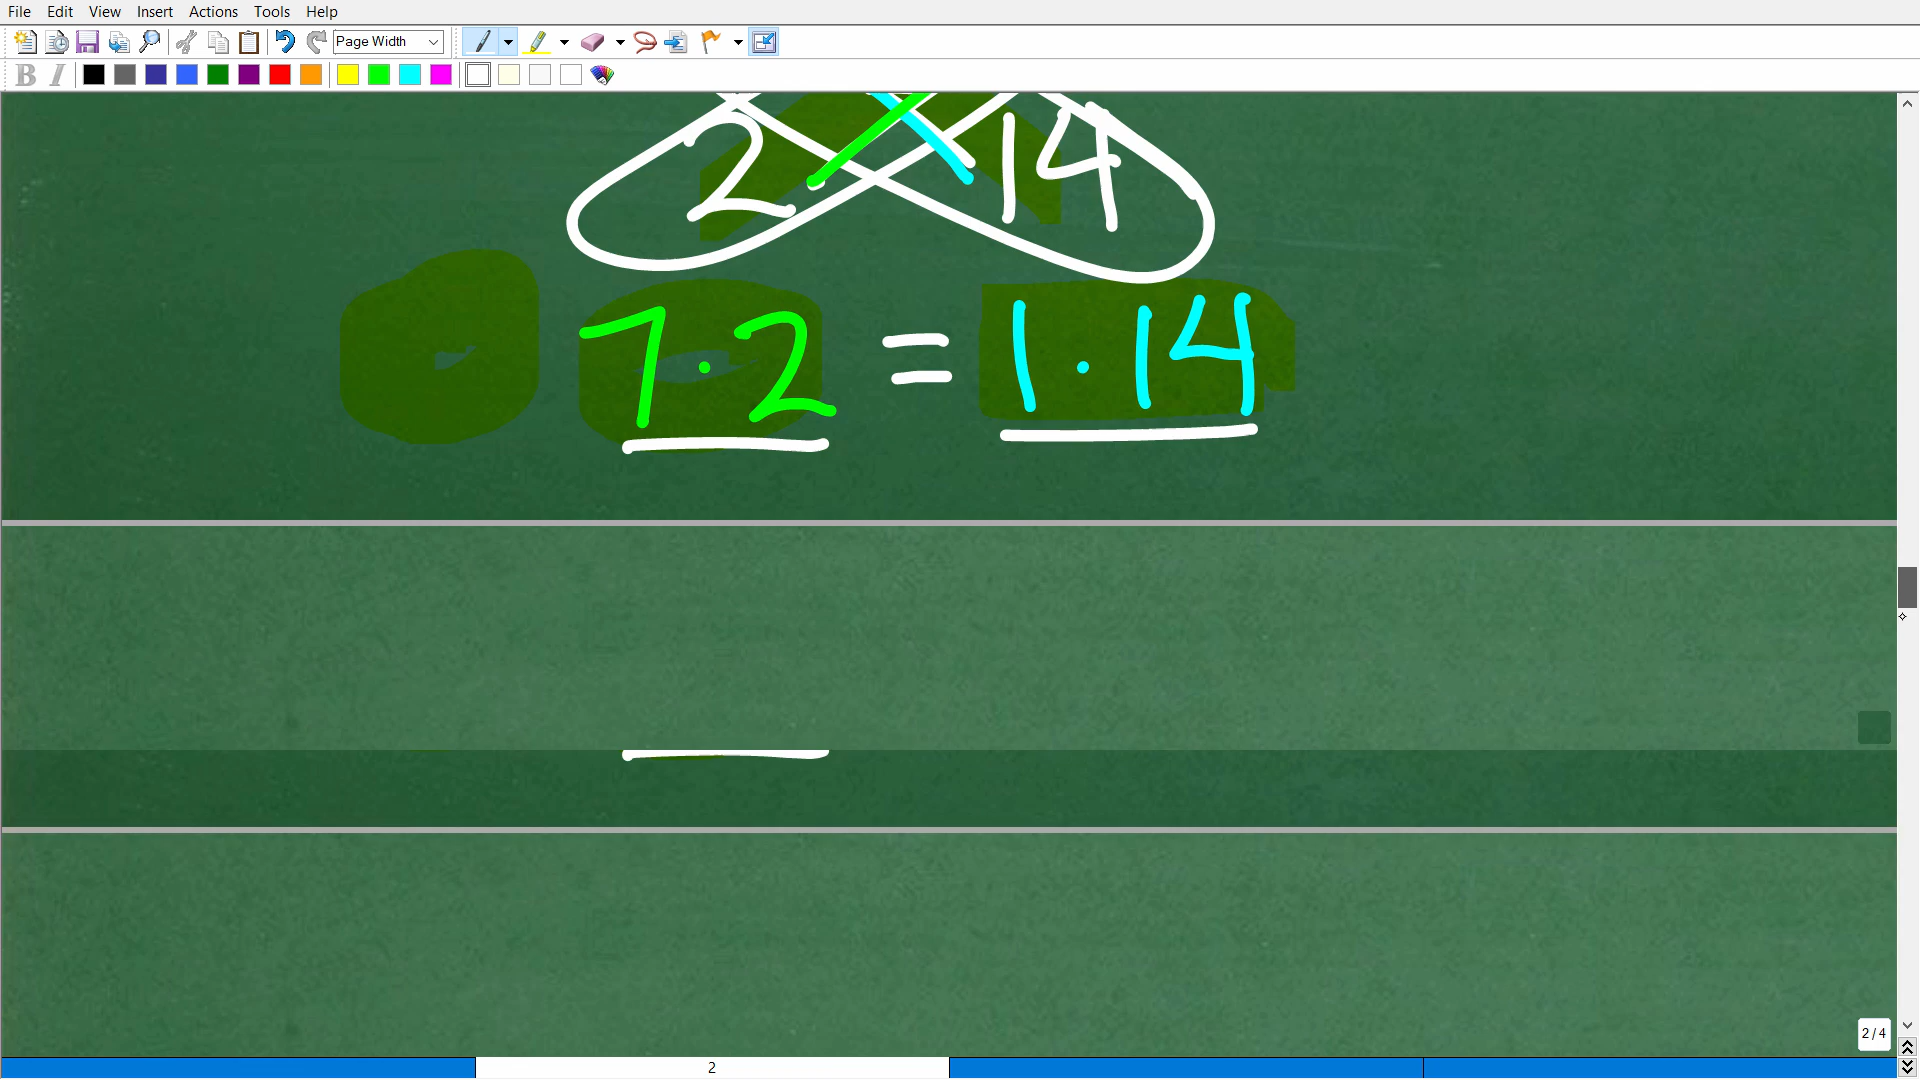 File Edit View Insert Actions Tools Help
Page Width
B I
2 14
7 · 2 = 1 · 14
2 / 4
2